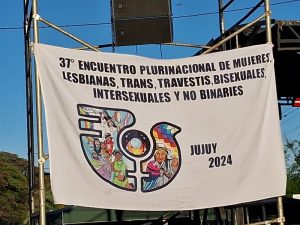 37° ENCUENTRO PLURINACIONAL DE MUJERES,
LESBIANAS, TRANS, TRAVESTIS, BISEXUALES,
INTERSEXUALES Y NO BINARIES
JUJUY
2024